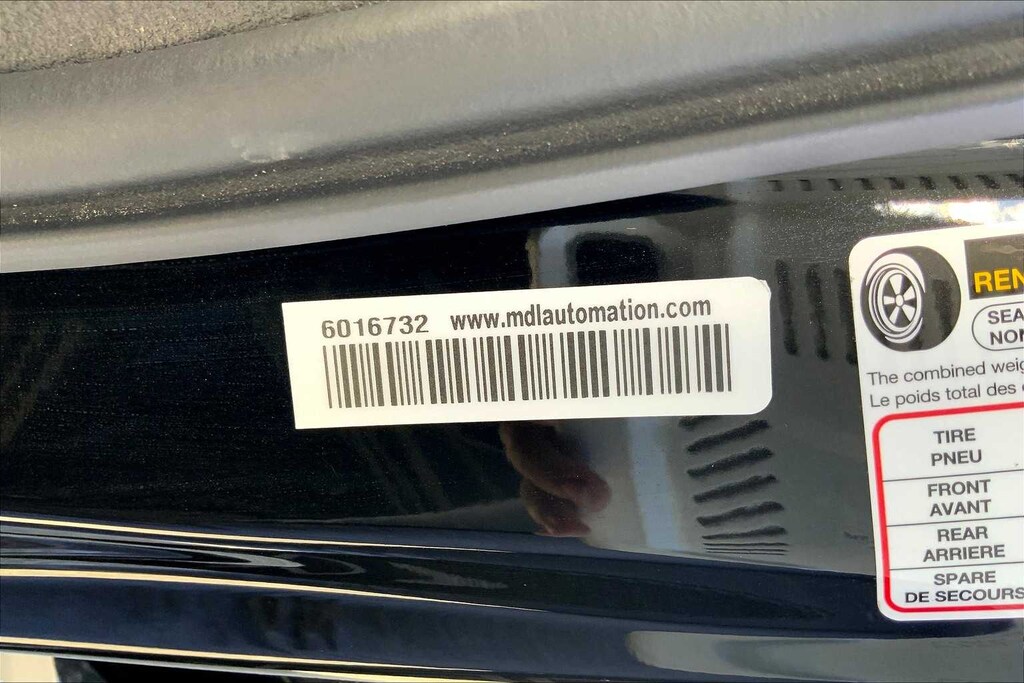 6016732 www.mdlautomation.com
REN
SEA
NON
The combined weig
Le poids total des
TIRE
PNEU
FRONT
AVANT
REAR
ARRIERE
SPARE
DE SECOURS